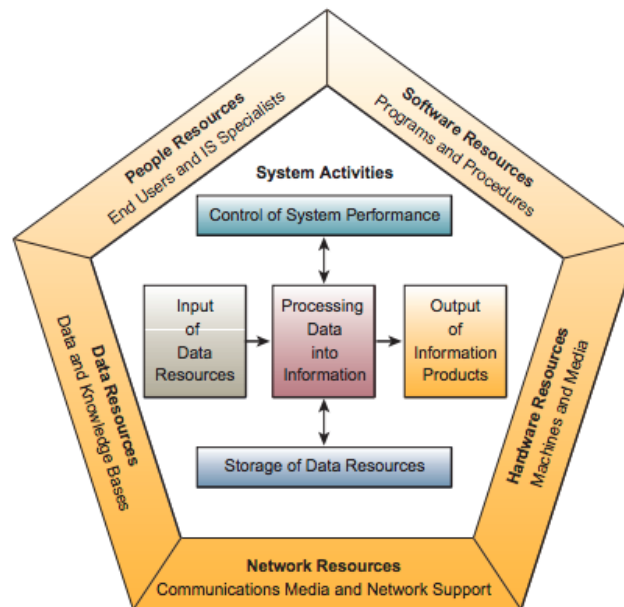 People Resources
End Users and IS Specialists
Software Resources
Programs and Procedures
System Activities
Control of System Performance
Input
of
Data
Resources
Processing
Data
into
Information
Output
of
Information
Products
Storage of Data Resources
Data Resources
Data and Knowledge Bases
Hardware Resources
Machines and Media
Network Resources
Communications Media and Network Support